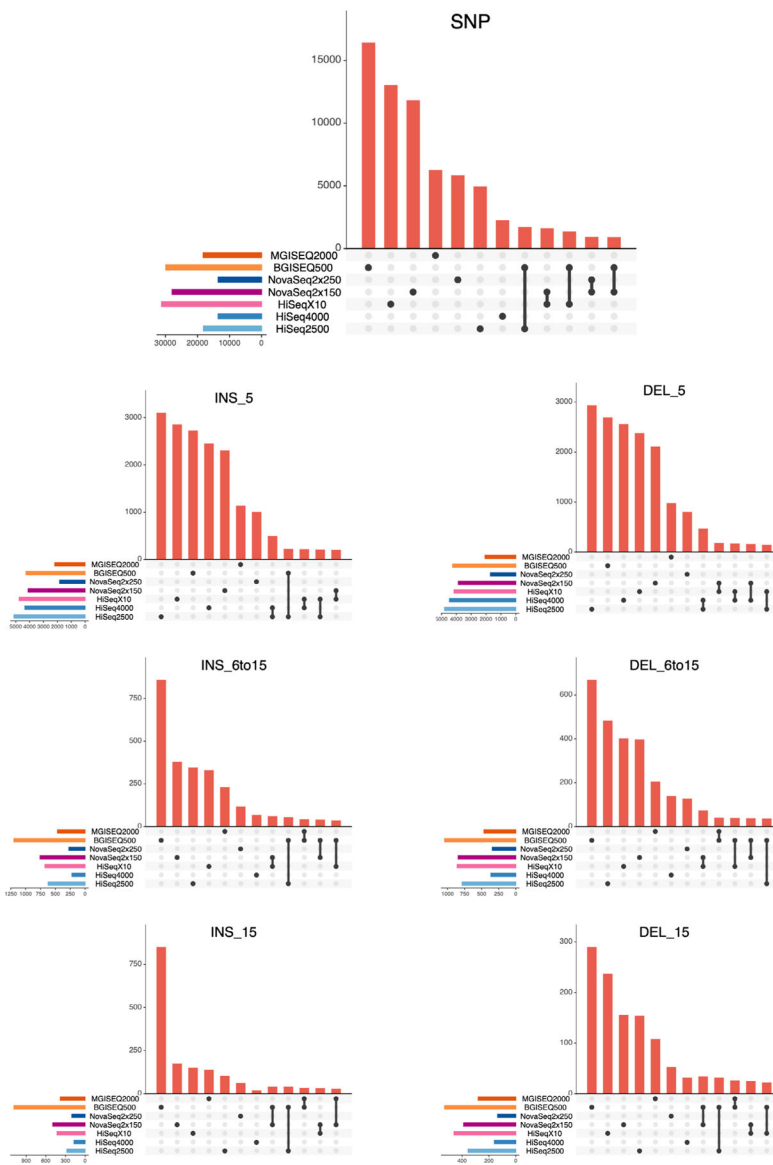 SNP
15000
10000
5000
0
MGISEQ2000
BGISEQ500
NovaSeq2x250
NovaSeq2x150
HiSeqX10
HiSeq4000
HiSeq2500
30000 20000 10000 0
INS_5
3000
2000
1000
0
MGISEQ2000
BGISEQ500
NovaSeq2x250
NovaSeq2x150
HiSeqX10
HiSeq4000
HiSeq2500
5000 4000 3000 2000 1000 0
DEL_5
3000
2000
1000
0
MGISEQ2000
BGISEQ500
NovaSeq2x250
NovaSeq2x150
HiSeqX10
HiSeq4000
HiSeq2500
5000 4000 3000 2000 1000 0
INS_6to15
750
500
250
0
MGISEQ2000
BGISEQ500
NovaSeq2x250
NovaSeq2x150
HiSeqX10
HiSeq4000
HiSeq2500
1250 1000 750 500 250 0
DEL_6to15
600
400
200
0
MGISEQ2000
BGISEQ500
NovaSeq2x250
NovaSeq2x150
HiSeqX10
HiSeq4000
HiSeq2500
1000 750 500 250 0
INS_15
750
500
250
0
MGISEQ2000
BGISEQ500
NovaSeq2x250
NovaSeq2x150
HiSeqX10
HiSeq4000
HiSeq2500
900 600 300 0
DEL_15
300
200
100
0
MGISEQ2000
BGISEQ500
NovaSeq2x250
NovaSeq2x150
HiSeqX10
HiSeq4000
HiSeq2500
400 200 0